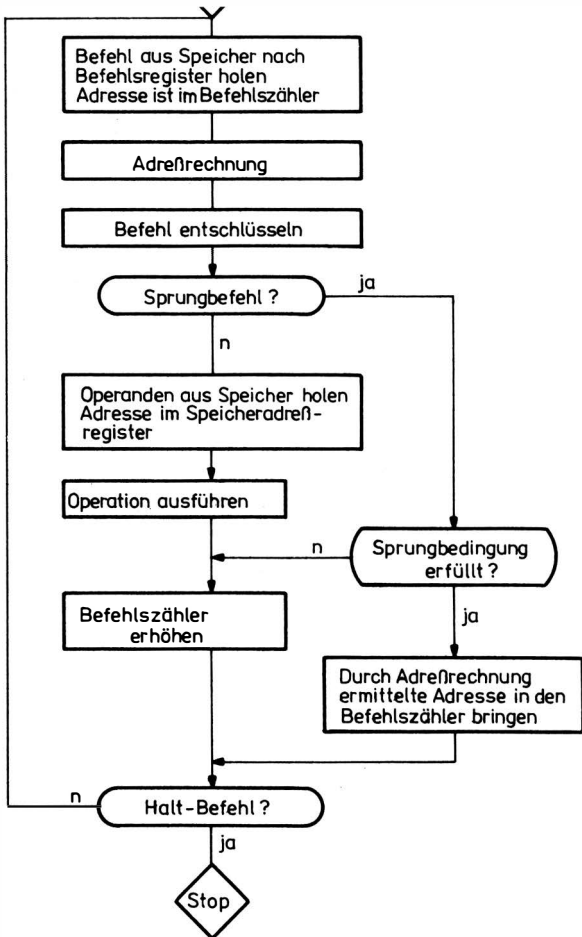 Befehl aus Speicher nach
Befehlsregister holen
Adresse ist im Befehlszähler
Adreßrechnung
Befehl entschlüsseln
Sprungbefehl ?
ja
n
Operanden aus Speicher holen
Adresse im Speicheradreß-
register
Operation ausführen
n
Sprungbedingung
erfüllt ?
ja
Befehlszähler
erhöhen
Durch Adreßrechnung
ermittelte Adresse in den
Befehlszähler bringen
n
Halt-Befehl ?
ja
Stop